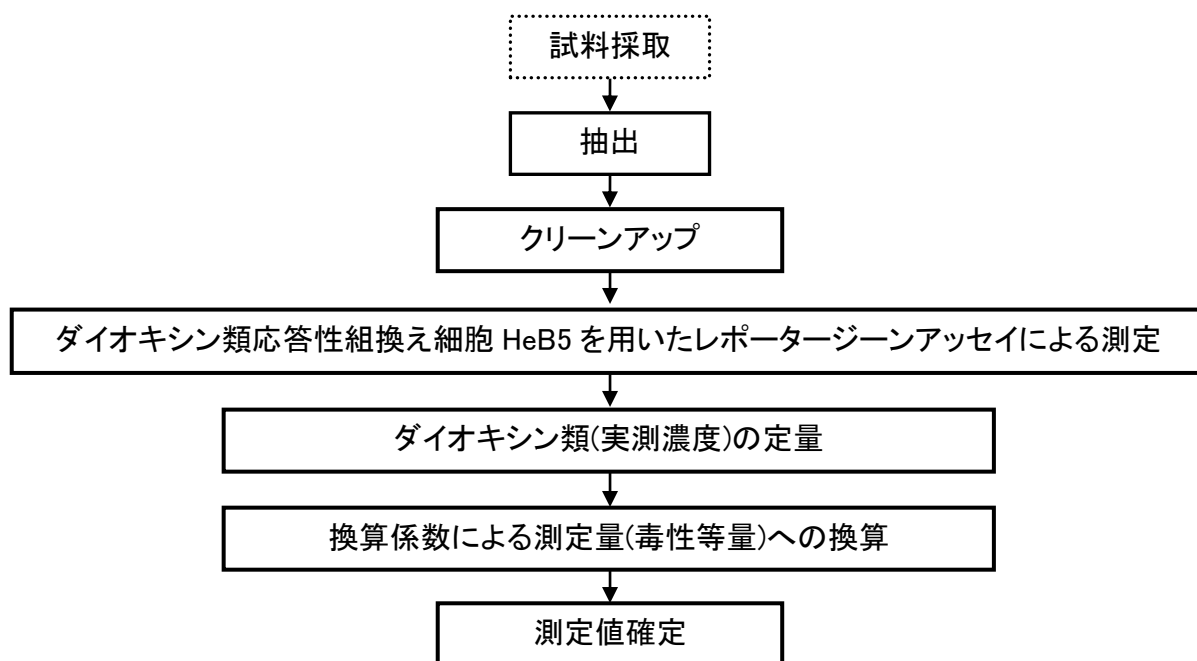 試料採取
抽出
クリーンアップ
ダイオキシン類応答性組換え細胞 HeB5 を用いたレポータージーンアッセイによる測定
ダイオキシン類(実測濃度)の定量
換算係数による測定量(毒性等量)への換算
測定値確定